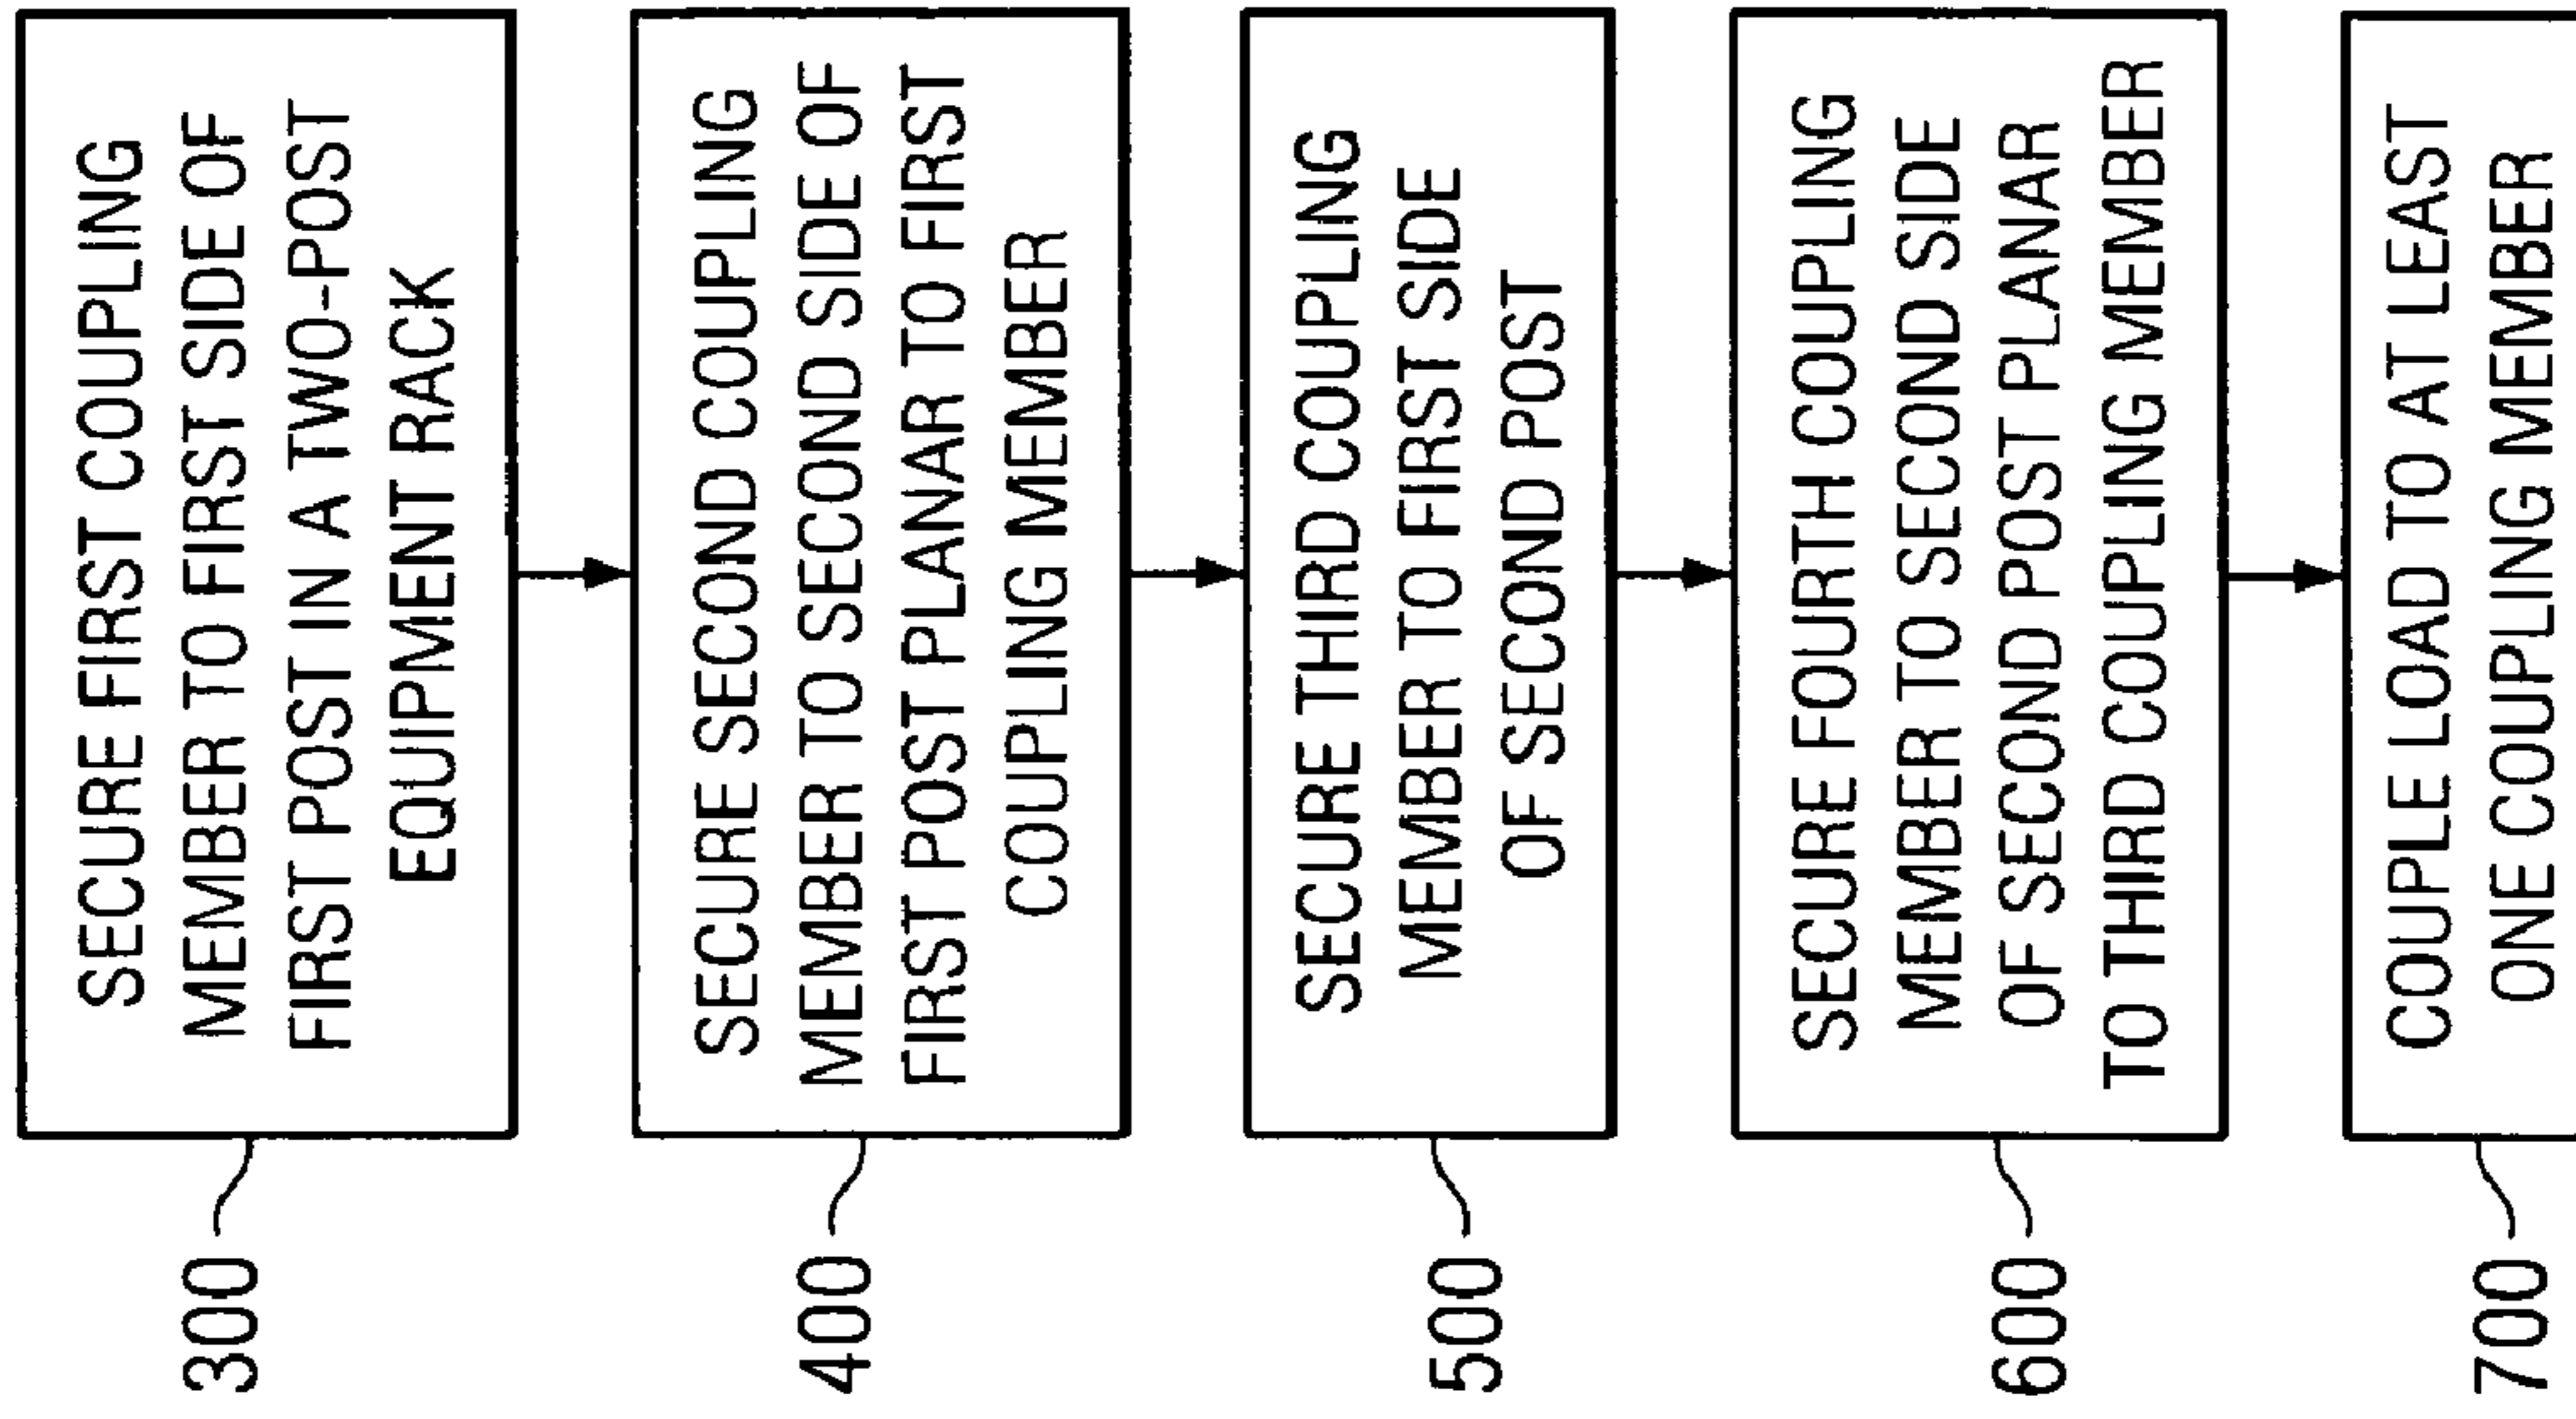 300
SECURE FIRST COUPLING
MEMBER TO FIRST SIDE OF
FIRST POST IN A TWO-POST
EQUIPMENT RACK
400
SECURE SECOND COUPLING
MEMBER TO SECOND SIDE OF
FIRST POST PLANAR TO FIRST
COUPLING MEMBER
500
SECURE THIRD COUPLING
MEMBER TO FIRST SIDE
OF SECOND POST
600
SECURE FOURTH COUPLING
MEMBER TO SECOND SIDE
OF SECOND POST PLANAR
TO THIRD COUPLING MEMBER
700
COUPLE LOAD TO AT LEAST
ONE COUPLING MEMBER